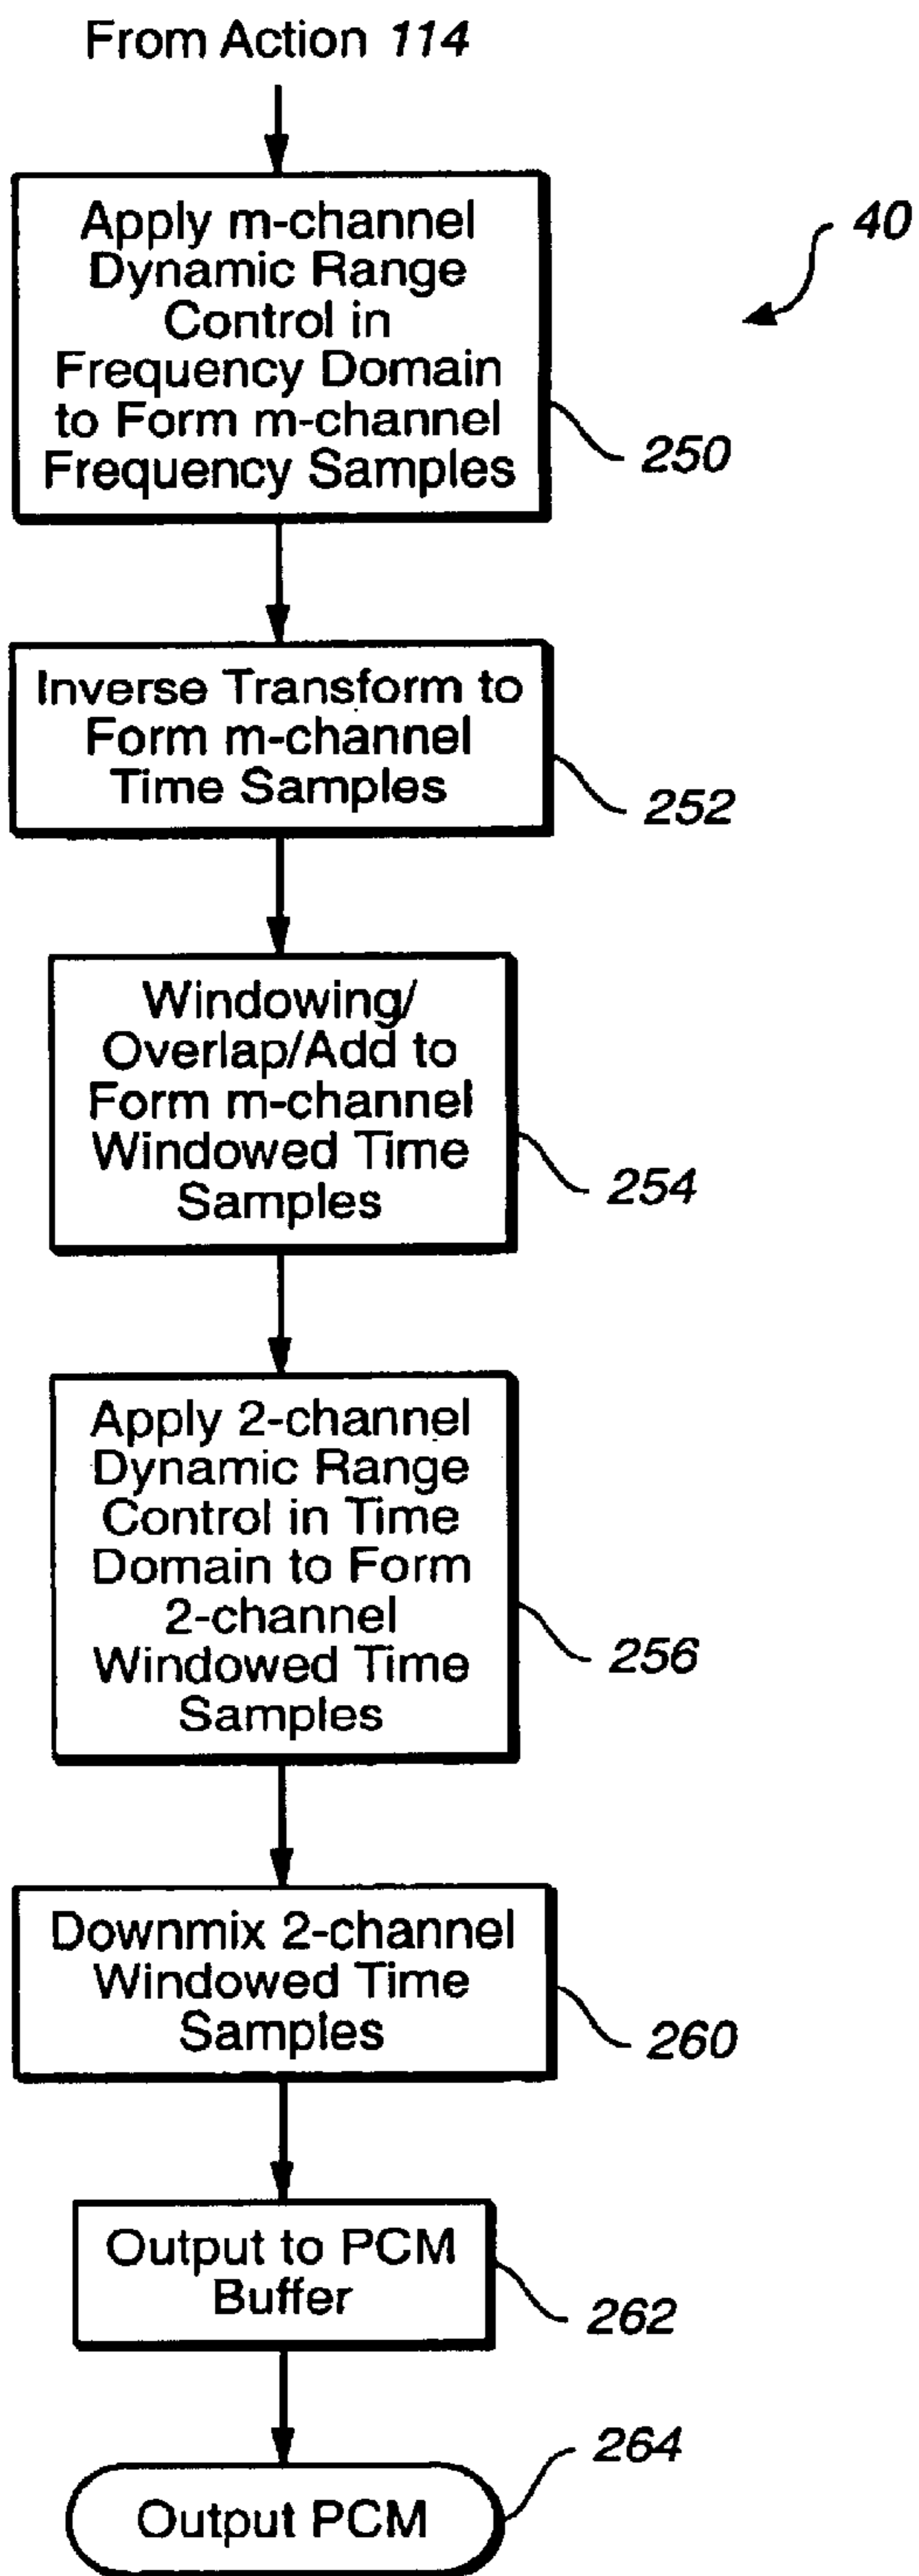 From Action 114
Apply m-channel
Dynamic Range
Control in
Frequency Domain
to Form m-channel
Frequency Samples
40
250
Inverse Transform to
Form m-channel
Time Samples
252
Windowing/
Overlap/Add to
Form m-channel
Windowed Time
Samples
254
Apply 2-channel
Dynamic Range
Control in Time
Domain to Form
2-channel
Windowed Time
Samples
256
Downmix 2-channel
Windowed Time
Samples
260
Output to PCM
Buffer
262
Output PCM
264